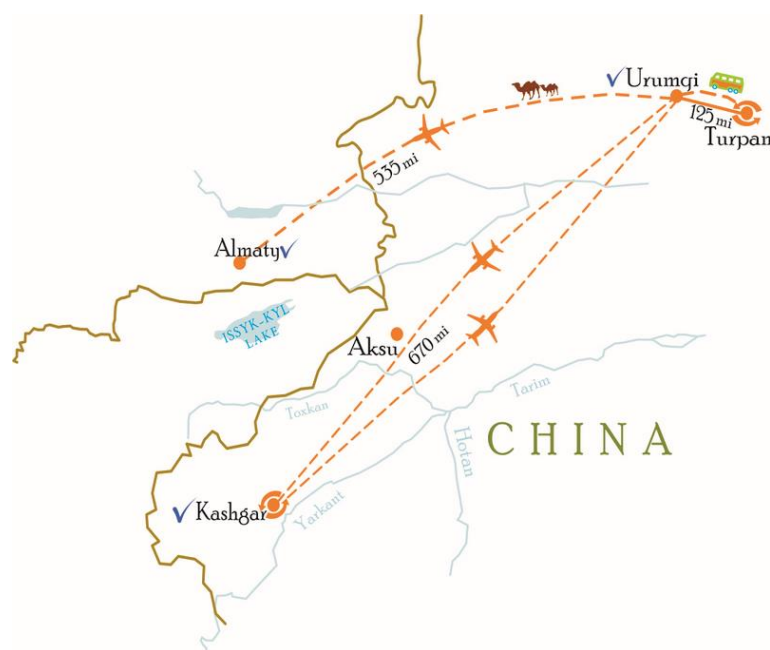 Urumqi
125 mi
Turpan
535 mi
Almaty
ISSYK-KYL
LAKE
Aksu
670 mi
Toxkan
Tarim
Hotan
CHINA
Kashgar
Yarkant